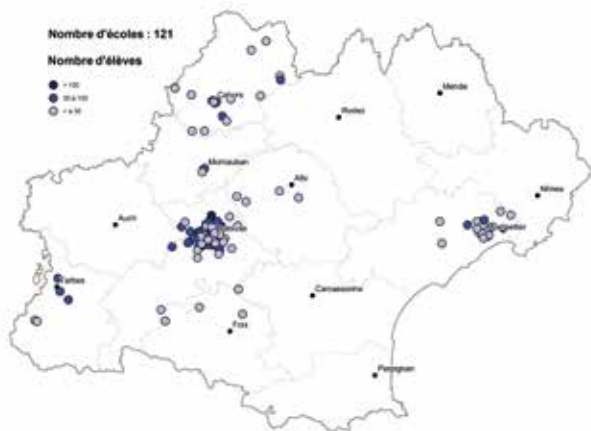 Nombre d'écoles : 121
Nombre d'élèves
> 100
50 à 100
< à 50
Cahors
Mende
Rodez
Montauban
Albi
Nîmes
Auch
Tarbes
Carcassonne
Foix
Perpignan